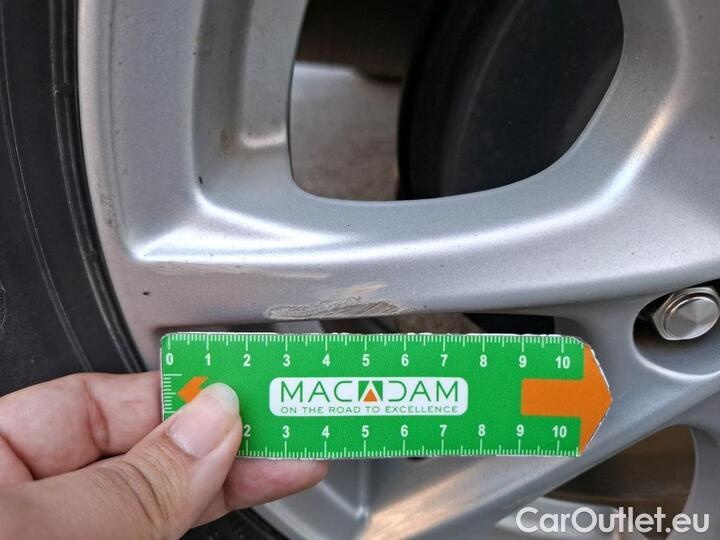 0 1 2 3 4 5 6 7 8 9 10
MACADAM
ON THE ROAD TO EXCELLENCE
2 3 4 5 6 7 8 9 10
CarOutlet.eu